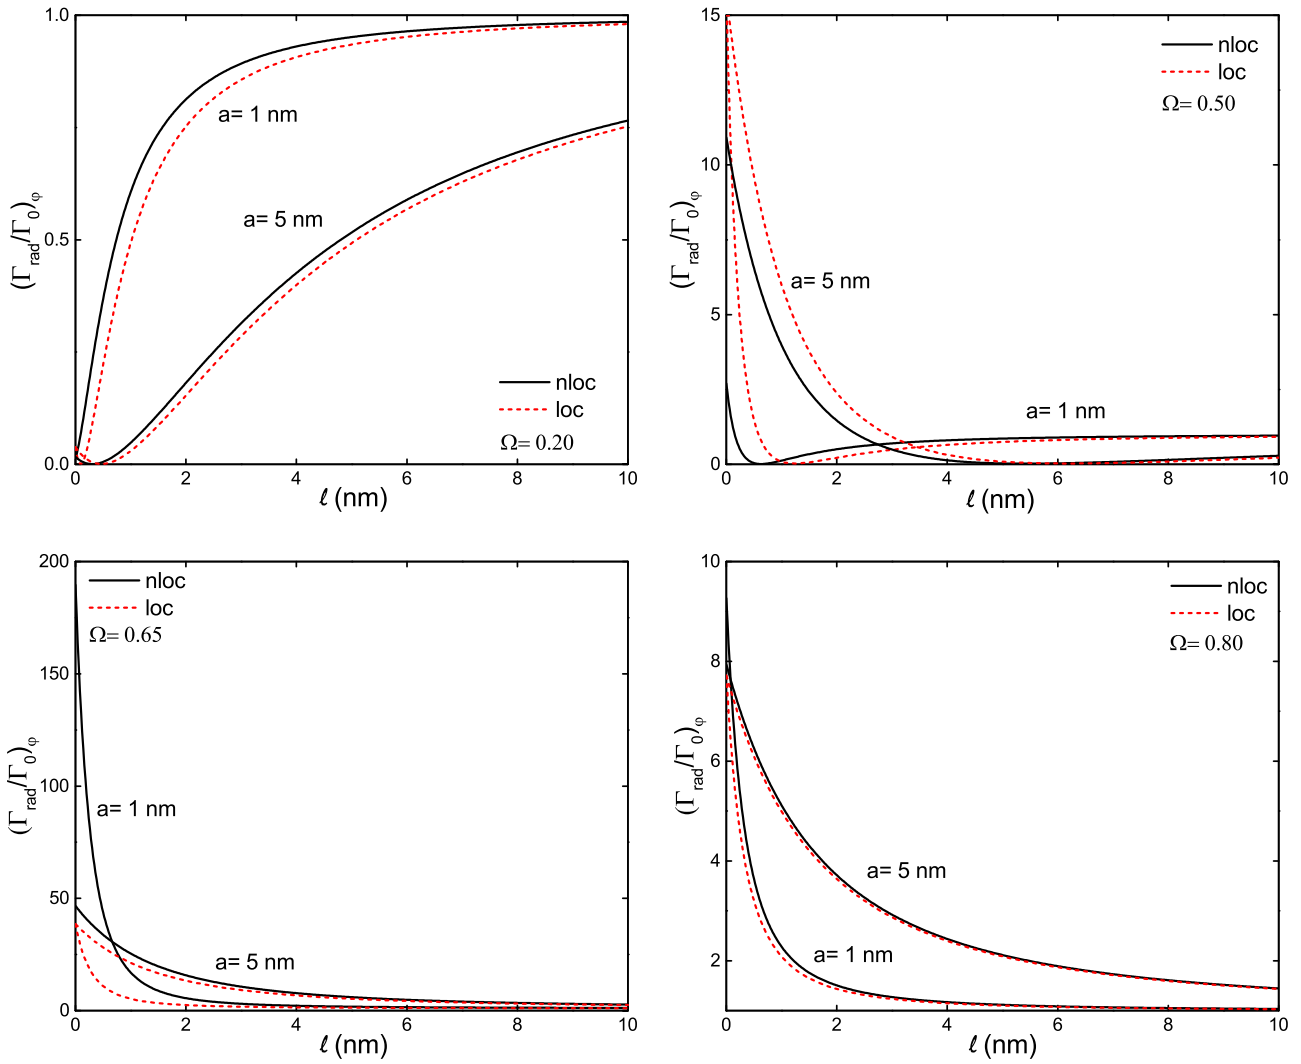 1.0
0.5
0.0
(Γrad/Γ0)φ
a= 1 nm
a= 5 nm
nloc
loc
Ω= 0.20
0 2 4 6 8 10
ℓ (nm)
15
10
5
0
(Γrad/Γ0)φ
nloc
loc
Ω= 0.50
a= 5 nm
a= 1 nm
0 2 4 6 8 10
ℓ (nm)
200
150
100
50
0
(Γrad/Γ0)φ
nloc
loc
Ω= 0.65
a= 1 nm
a= 5 nm
0 2 4 6 8 10
ℓ (nm)
10
8
6
4
2
(Γrad/Γ0)φ
nloc
loc
Ω= 0.80
a= 5 nm
a= 1 nm
0 2 4 6 8 10
ℓ (nm)